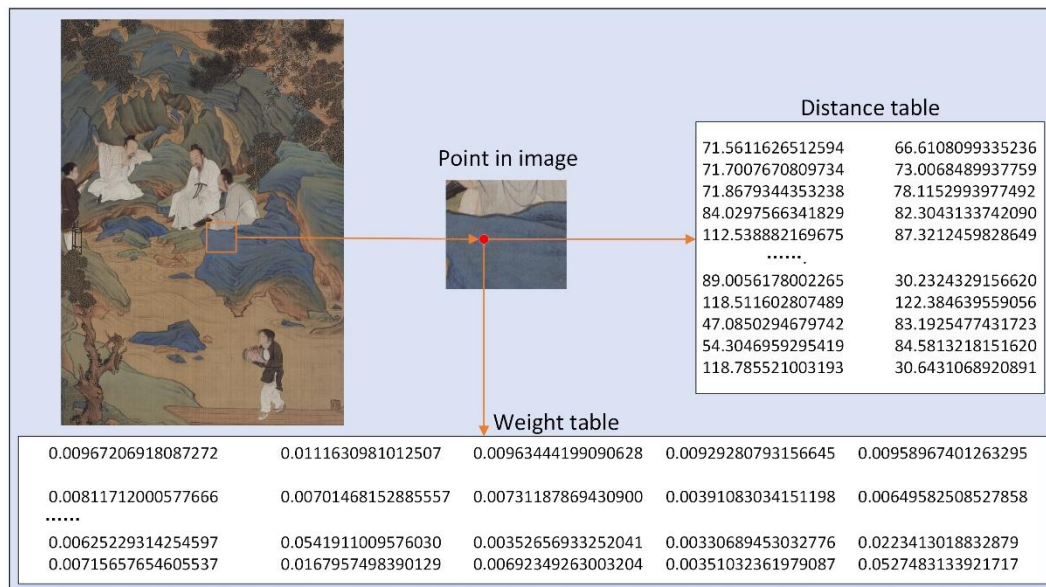 Distance table
71.5611626512594 66.6108099335236
71.7007670809734 73.0068489937759
71.8679344353238 78.1152993977492
84.0297566341829 82.3043133742090
112.538882169675 87.3212459828649
.......
89.0056178002265 30.2324329156620
118.511602807489 122.384639559056
47.0850294679742 83.1925477431723
54.3046959295419 84.5813218151620
118.785521003193 30.6431068920891
Point in image
Weight table
0.00967206918087272 0.0111630981012507 0.00963444199090628 0.00929280793156645 0.00958967401263295
0.00811712000577666 0.00701468152885557 0.00731187869430900 0.00391083034151198 0.00649582508527858
......
0.00625229314254597 0.0541911009576030 0.00352656933252041 0.00330689453032776 0.0223413018832879
0.00715657654605537 0.0167957498390129 0.00692349263003204 0.00351032361979087 0.0527483133921717